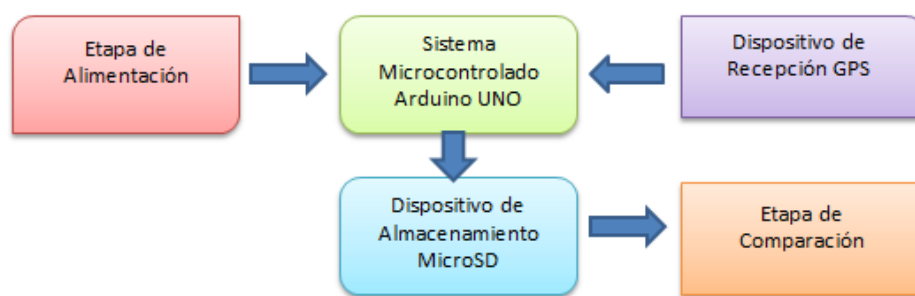 Etapa de
Alimentación
Sistema
Microcontrolado
Arduino UNO
Dispositivo de
Recepción GPS
Dispositivo de
Almacenamiento
MicroSD
Etapa de
Comparación